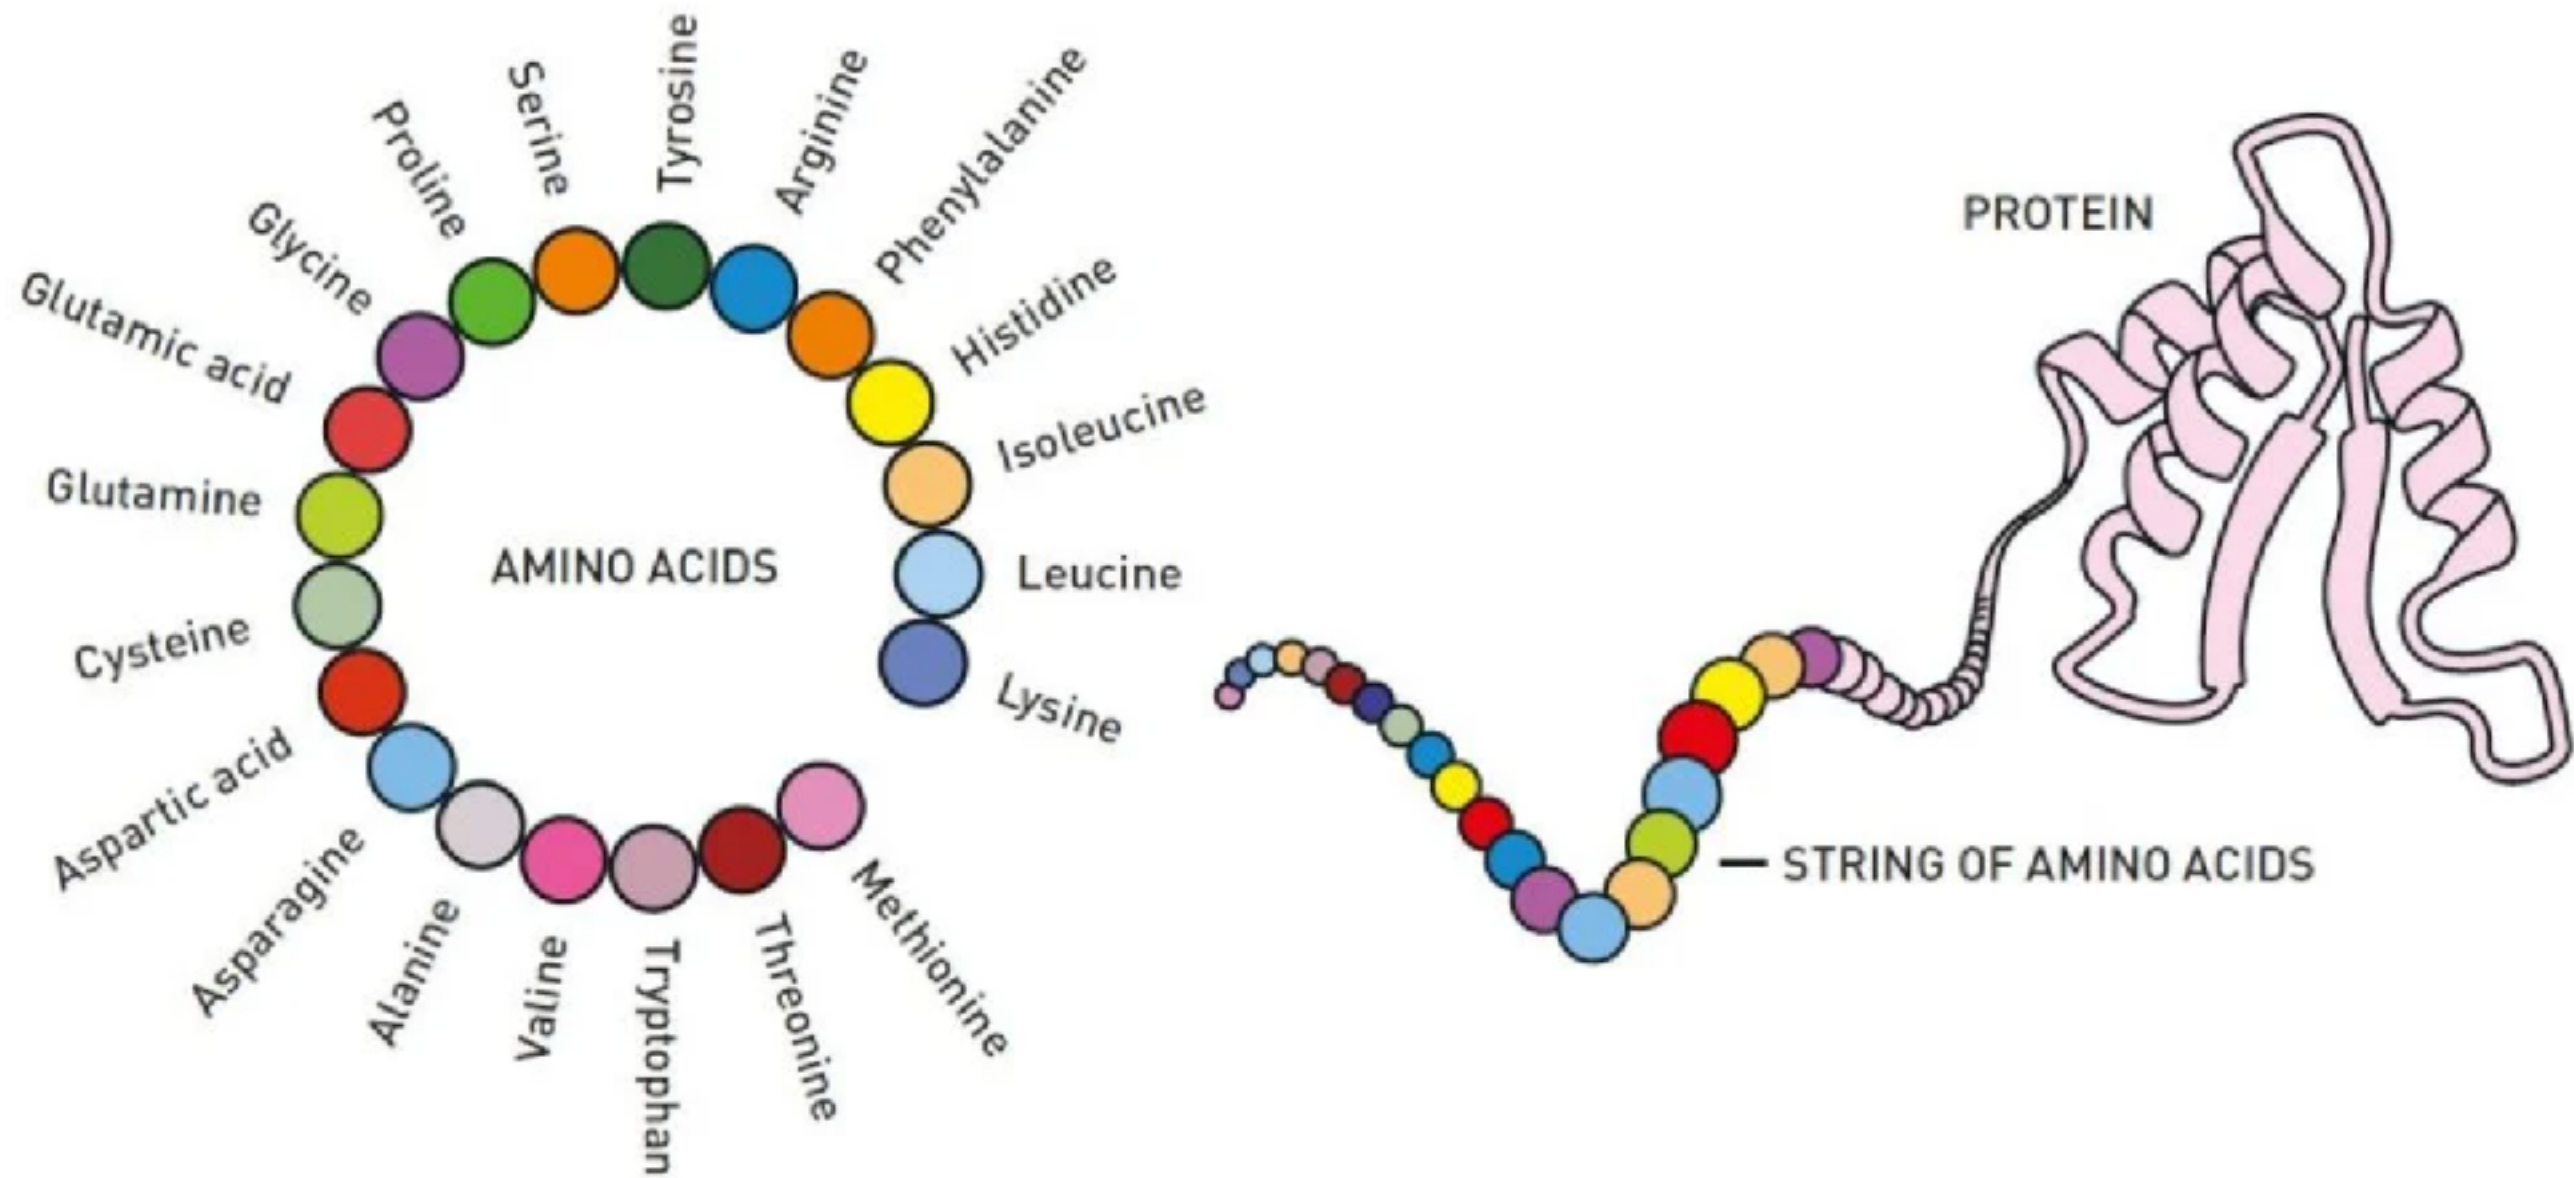 Tyrosine
Serine
Arginine
Phenylalanine
Proline
Glycine
Histidine
Glutamic acid
Isoleucine
Glutamine
AMINO ACIDS
Leucine
Cysteine
Lysine
Aspartic acid
Asparagine
Alanine
Valine
Tryptophan
Threonine
Methionine
PROTEIN
STRING OF AMINO ACIDS